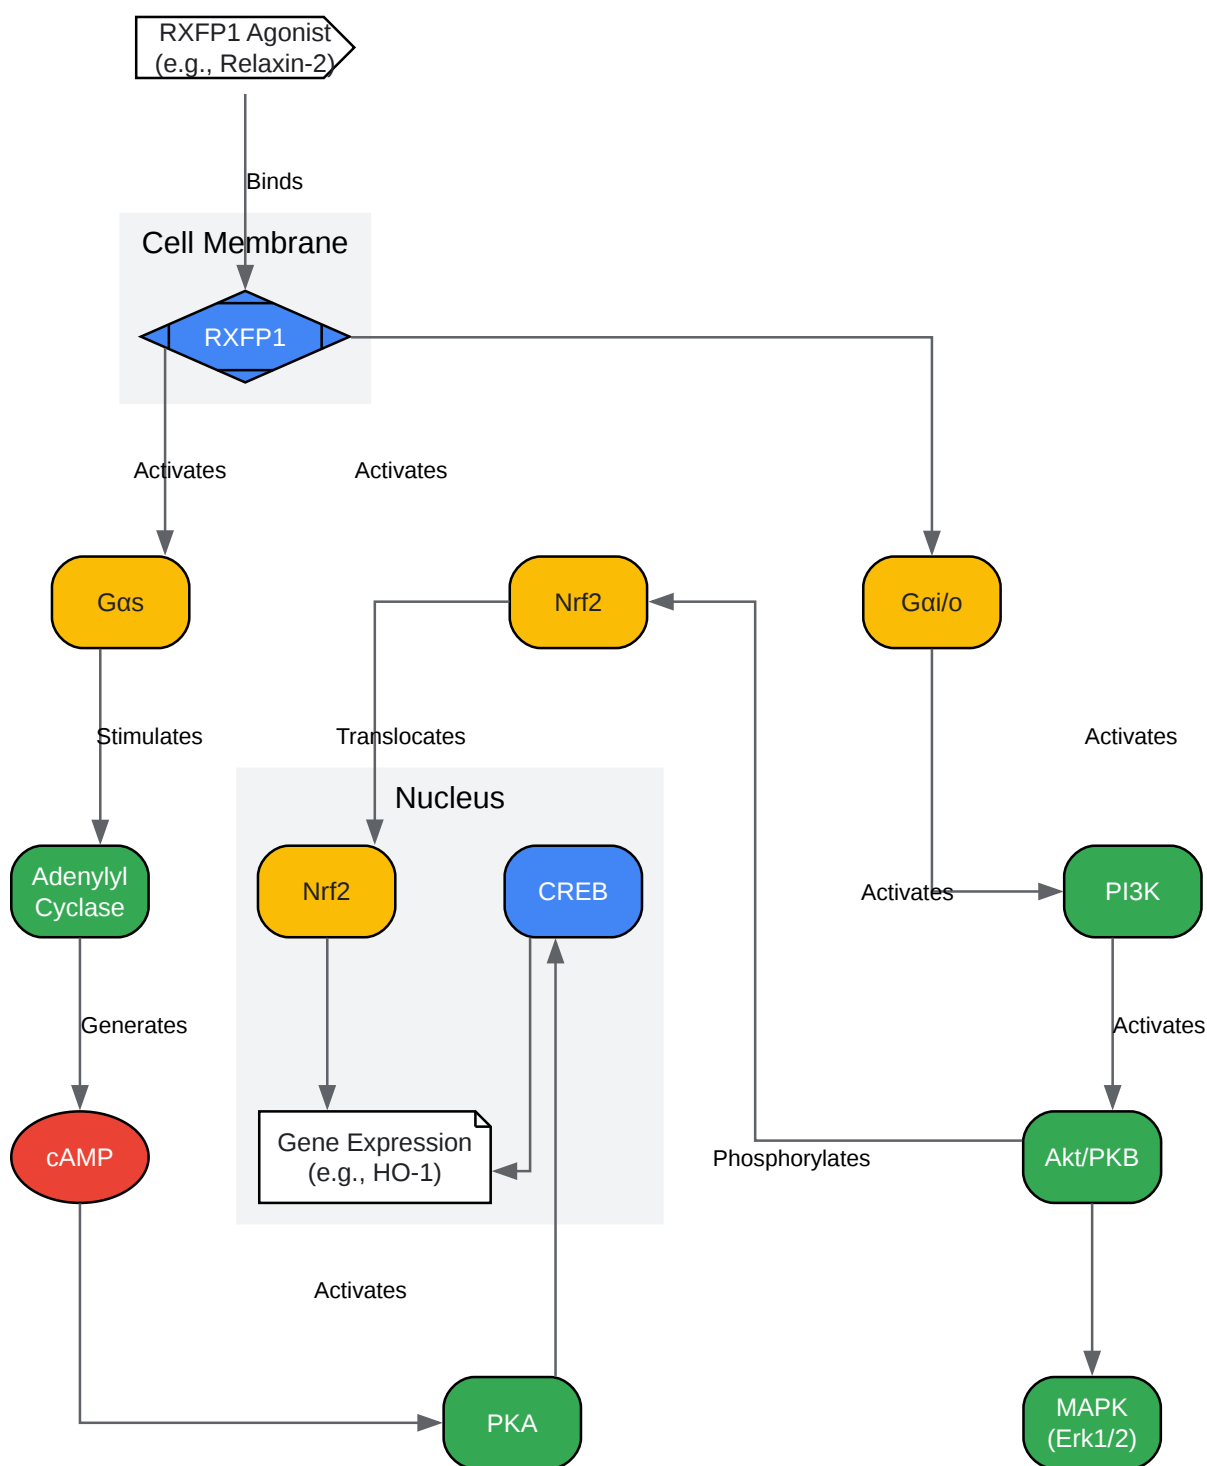 RXFP1 Agonist
(e.g., Relaxin-2)
Binds
Cell Membrane
RXFP1
Activates
Activates
Gαs
Nrf2
Gαi/o
Stimulates
Translocates
Activates
Nucleus
Adenylyl
Cyclase
Nrf2
CREB
Activates
PI3K
Generates
Activates
cAMP
Gene Expression
(e.g., HO-1)
Phosphorylates
Akt/PKB
Activates
PKA
MAPK
(Erk1/2)